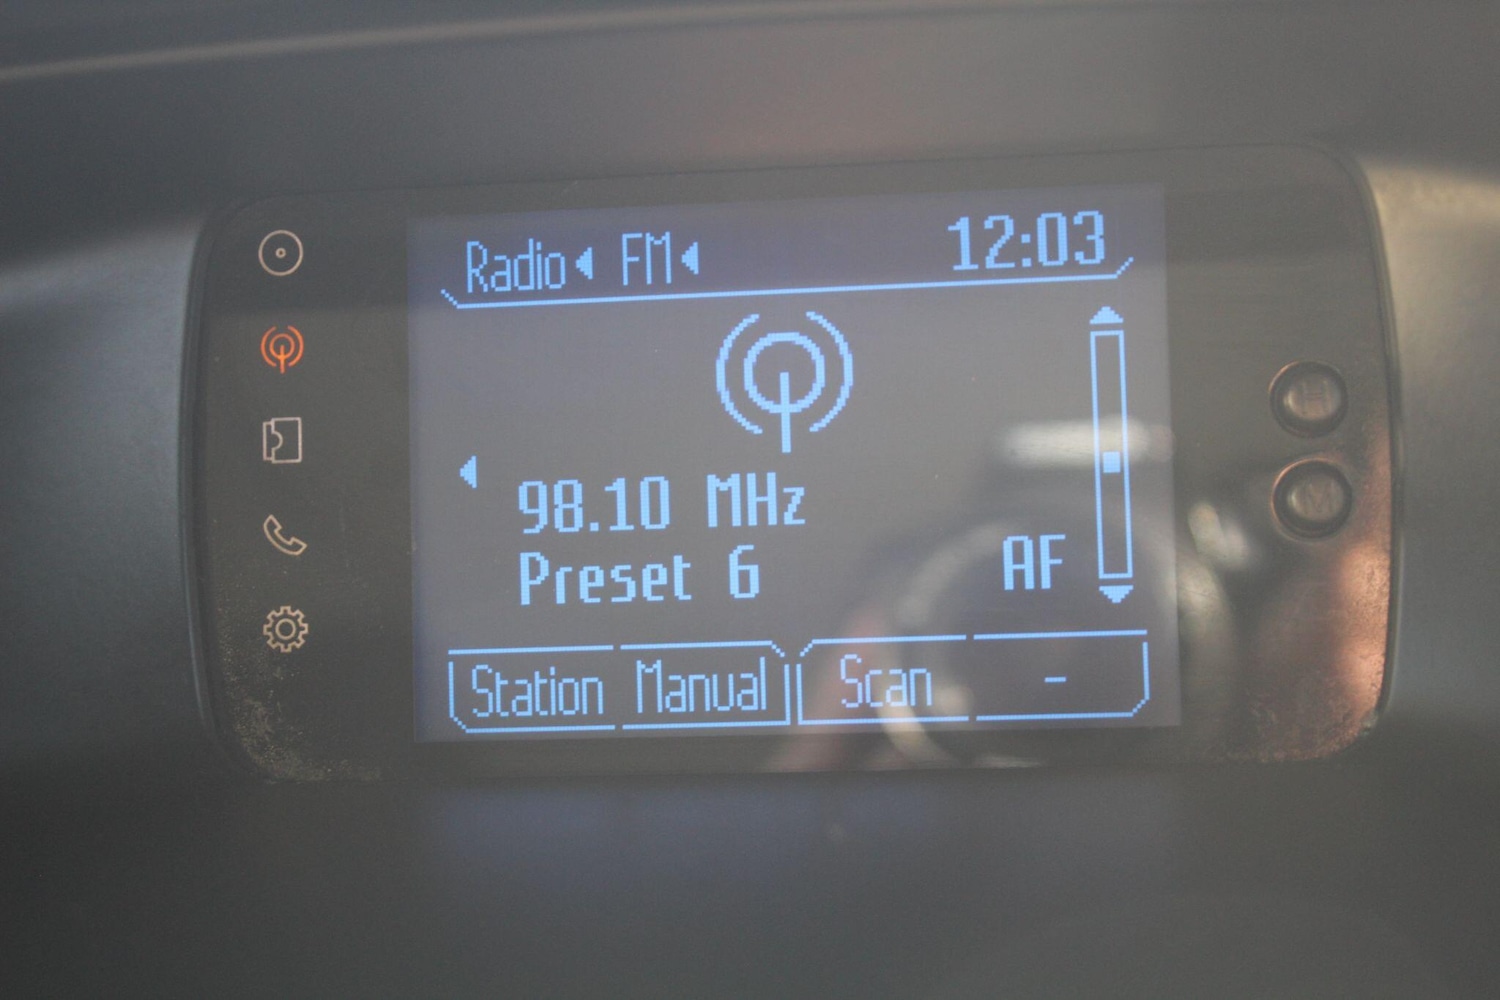 Radio FM 12:03
98.10 MHz
Preset 6 AF
Station Manual Scan -
M